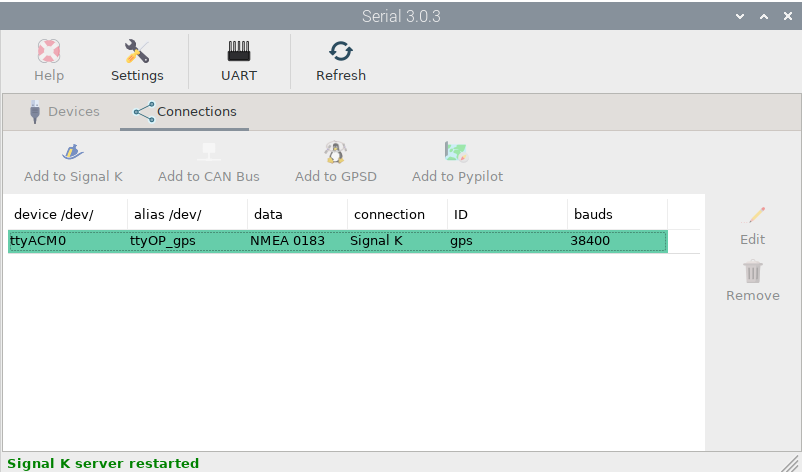 Serial 3.0.3
Help Settings UART Refresh
Devices Connections
Add to Signal K Add to CAN Bus Add to GPSD Add to Pypilot
device /dev/ alias /dev/ data connection ID bauds
ttyACM0 ttyOP_gps NMEA 0183 Signal K gps 38400
Edit
Remove
Signal K server restarted